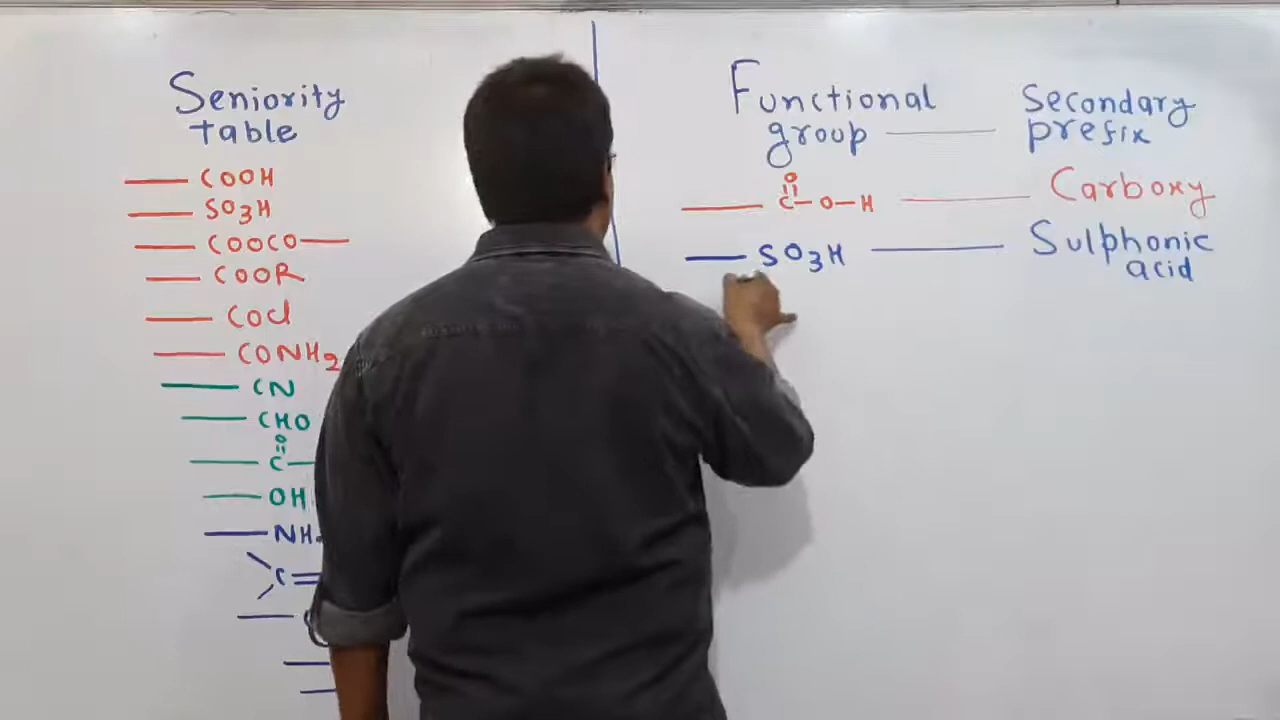 Seniority
table
COOH
SO3H
COOCO
COOR
COCl
CONH2
CN
CHO
O
C
OH
NH
C
Functional
group
Secondary
prefix
O
C-O-H Carboxy
SO3H Sulphonic
acid